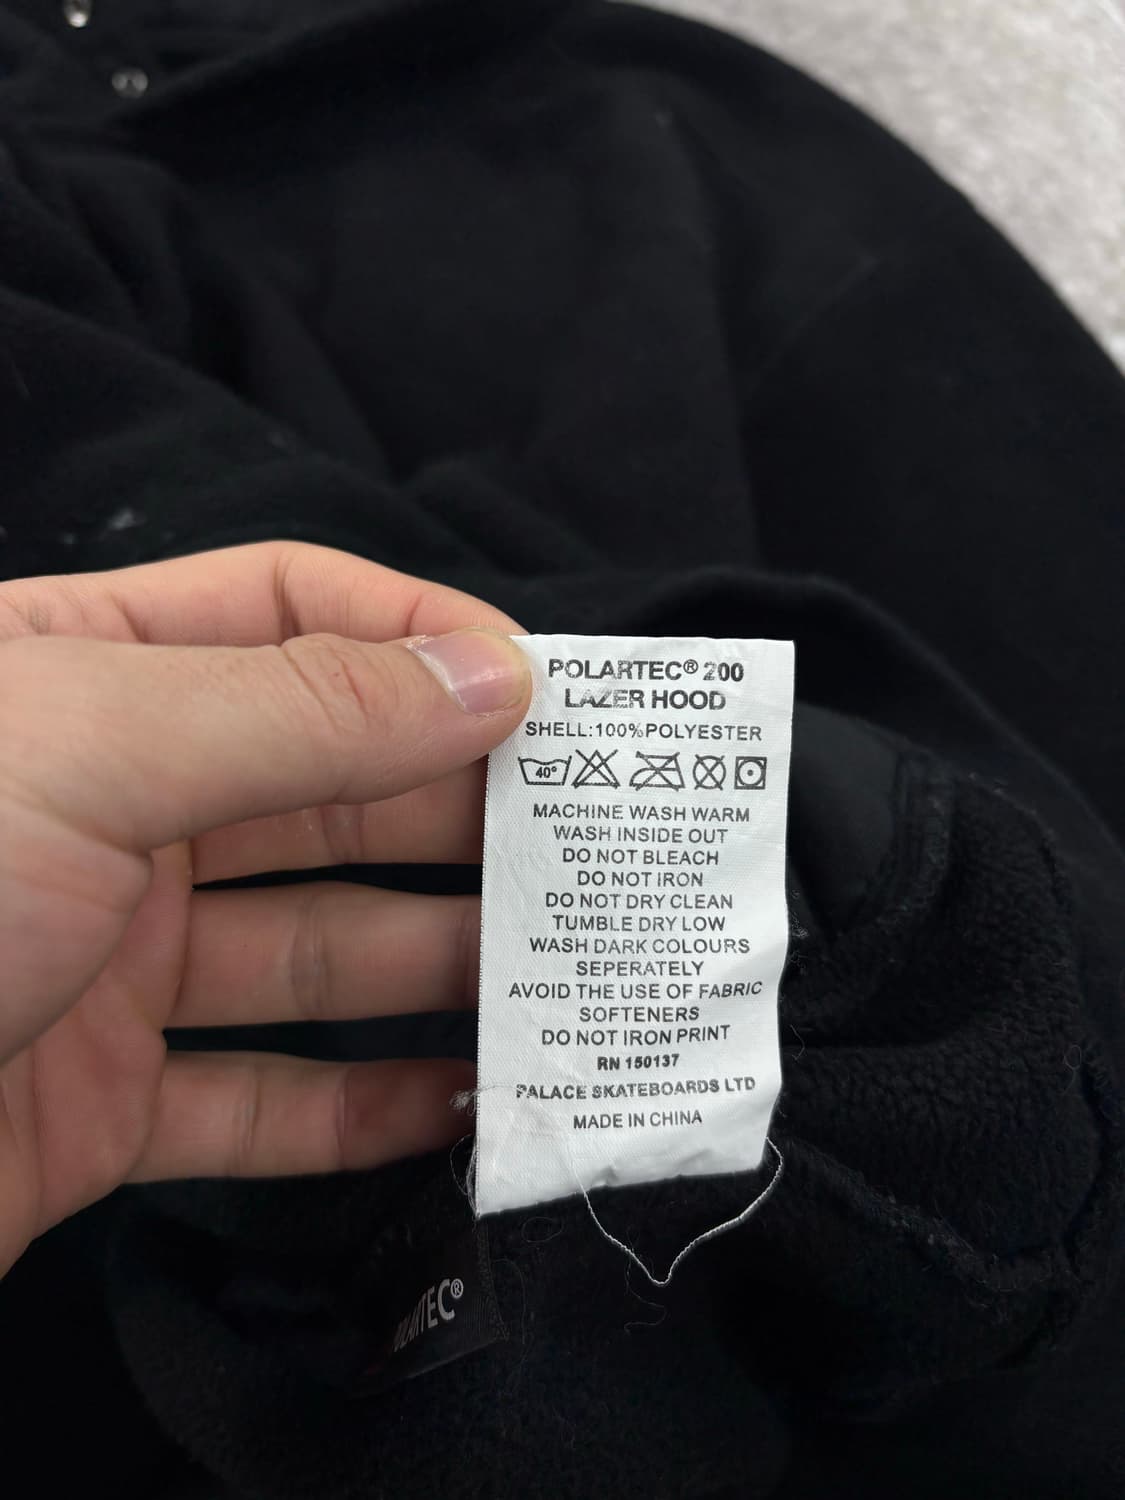 POLARTEC® 200
LAZER HOOD
SHELL:100%POLYESTER
40°
MACHINE WASH WARM
WASH INSIDE OUT
DO NOT BLEACH
DO NOT IRON
DO NOT DRY CLEAN
TUMBLE DRY LOW
WASH DARK COLOURS
SEPERATELY
AVOID THE USE OF FABRIC
SOFTENERS
DO NOT IRON PRINT
RN 150137
PALACE SKATEBOARDS LTD
MADE IN CHINA
POLARTEC®